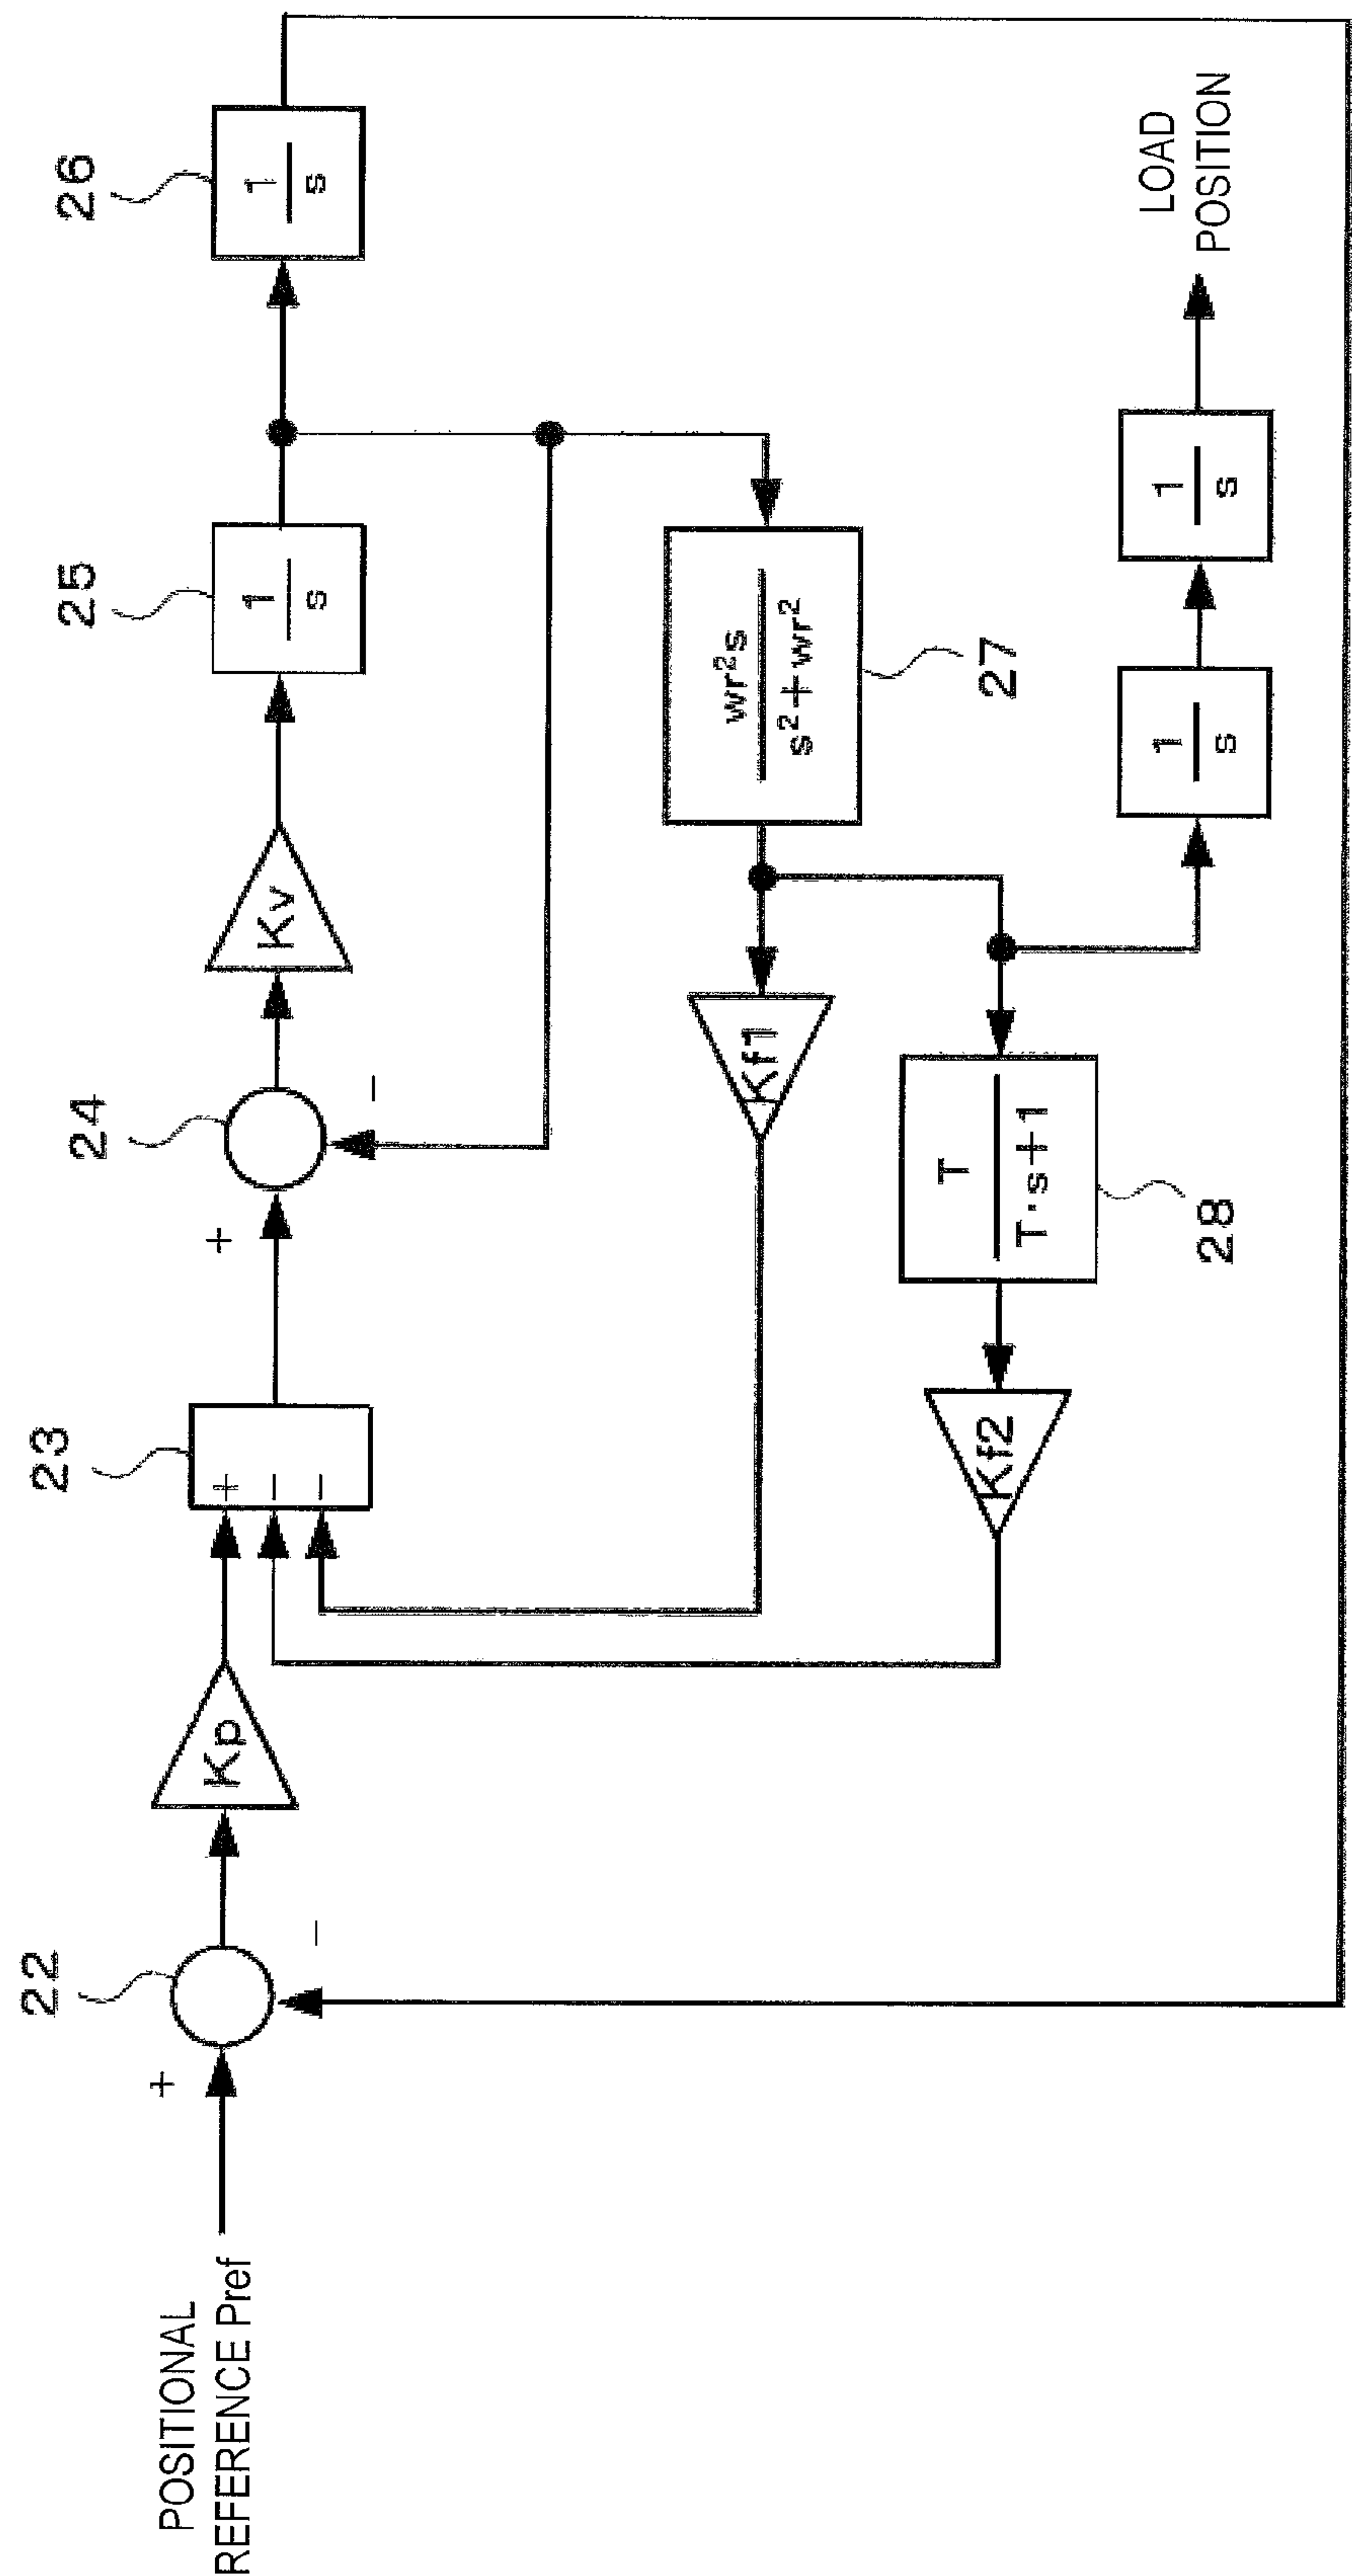 POSITIONAL
REFERENCE Pref
+
-
22
Kp
+
-
-
23
+
-
24
Kv
1
s
25
1
s
26
wr²s
s²+wr²
27
Kf1
T
T·s+1
28
Kf2
1
s
1
s
LOAD
POSITION